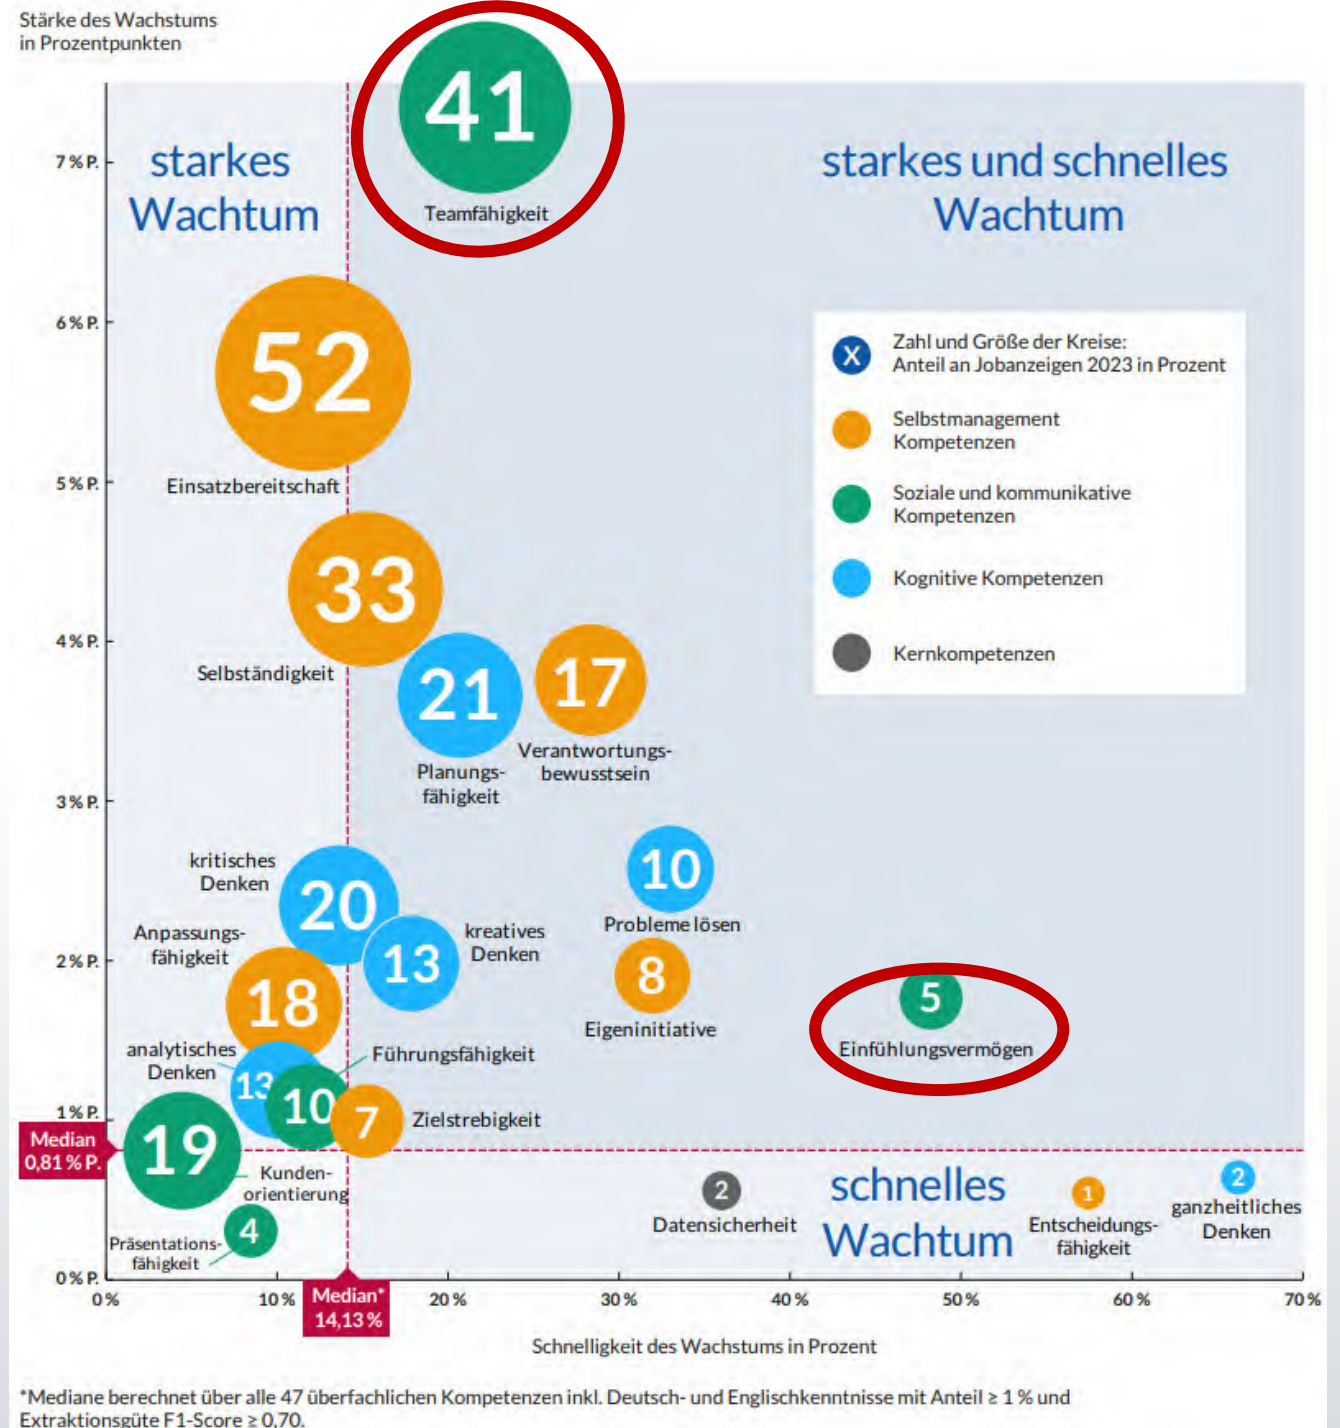 Stärke des Wachstums
in Prozentpunkten
41
Teamfähigkeit
7 % P.
starkes
Wachtum
starkes und schnelles
Wachtum
6 % P.
52
Einsatzbereitschaft
X
Zahl und Größe der Kreise:
Anteil an Jobanzeigen 2023 in Prozent
Selbstmanagement
Kompetenzen
Soziale und kommunikative
Kompetenzen
Kognitive Kompetenzen
Kernkompetenzen
5 % P.
33
Selbständigkeit
4 % P.
21
Planungs-
fähigkeit
17
Verantwortungs-
bewusstsein
3 % P.
kritisches
Denken
20
10
Probleme lösen
Anpassungs-
fähigkeit
13
kreatives
Denken
2 % P.
18
8
Eigeninitiative
5
Einfühlungsvermögen
analytisches
Denken
13
Führungsfähigkeit
10
7
Zielstrebigkeit
1 % P.
Median
0,81 % P.
19
Kunden-
orientierung
4
Präsentations-
fähigkeit
2
Datensicherheit
schnelles
Wachtum
1
Entscheidungs-
fähigkeit
2
ganzheitliches
Denken
0 % P.
0 %
10 %
Median*
14,13 %
20 %
30 %
40 %
50 %
60 %
70 %
Schnelligkeit des Wachstums in Prozent
*Mediane berechnet über alle 47 überfachlichen Kompetenzen inkl. Deutsch- und Englischkenntnisse mit Anteil ≥ 1 % und
Extraktionsgüte F1-Score ≥ 0,70.